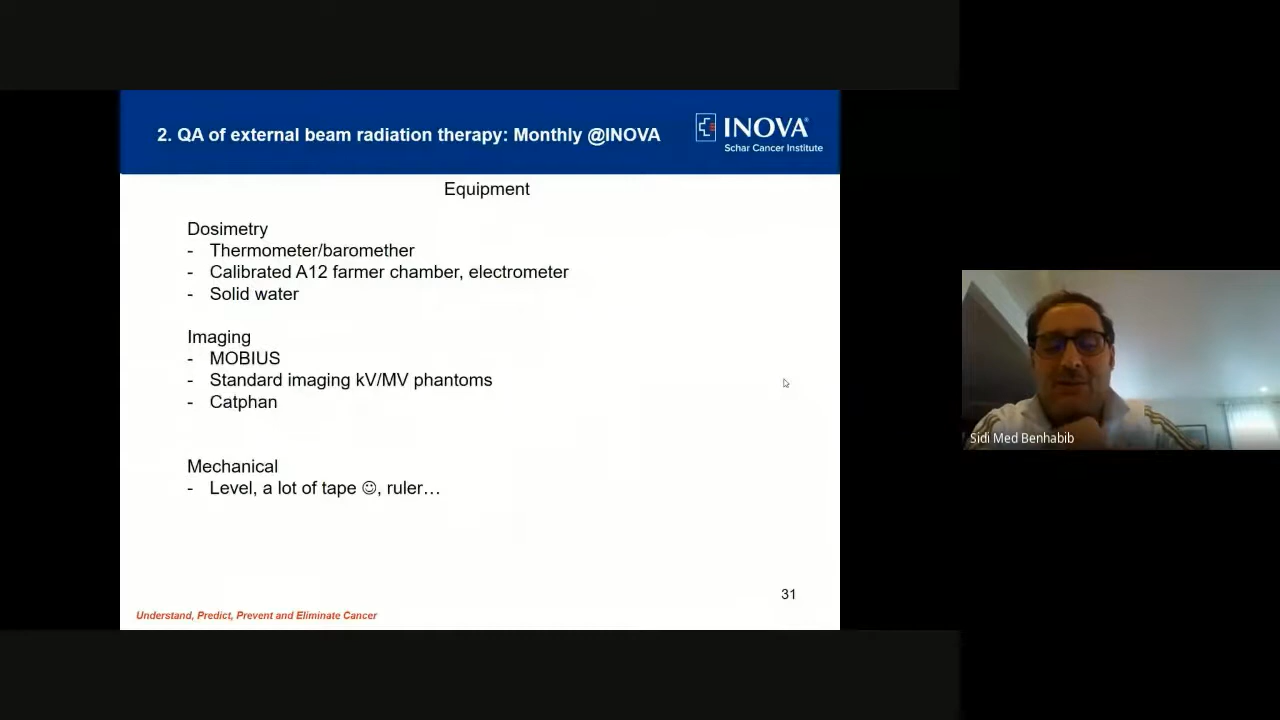 2. QA of external beam radiation therapy: Monthly @INOVA
INOVA
Schar Cancer Institute
Equipment
Dosimetry
- Thermometer/baromether
- Calibrated A12 farmer chamber, electrometer
- Solid water
Imaging
- MOBIUS
- Standard imaging kV/MV phantoms
- Catphan
Mechanical
- Level, a lot of tape ☺, ruler…
31
Understand, Predict, Prevent and Eliminate Cancer
Sidi Med Benhabib